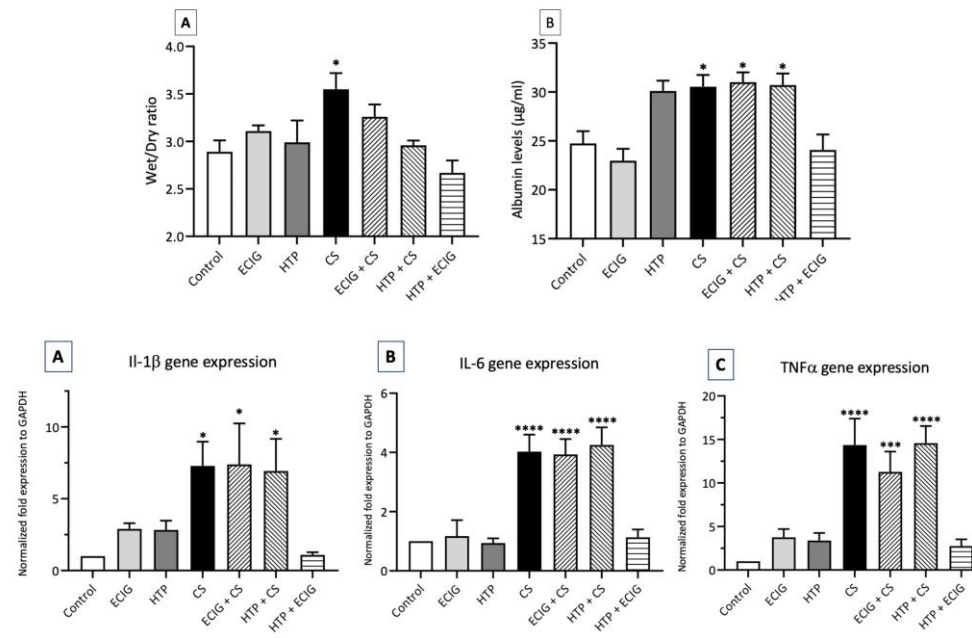 A
B
Wet/Dry ratio
4.0
3.5
3.0
2.5
2.0
*
Control
ECIG
HTP
CS
ECIG + CS
HTP + CS
HTP + ECIG
Albumin levels (µg/ml)
35
30
25
20
15
*
*
*
Control
ECIG
HTP
CS
ECIG + CS
HTP + CS
HTP + ECIG
A
Il-1β gene expression
Normalized fold expression to GAPDH
10
5
0
*
*
*
Control
ECIG
HTP
CS
ECIG + CS
HTP + CS
HTP + ECIG
B
IL-6 gene expression
Normalized fold expression to GAPDH
6
4
2
0
****
****
****
Control
ECIG
HTP
CS
ECIG + CS
HTP + CS
HTP + ECIG
C
TNFα gene expression
Normalized fold expression to GAPDH
20
15
10
5
0
****
***
****
Control
ECIG
HTP
CS
ECIG + CS
HTP + CS
HTP + ECIG